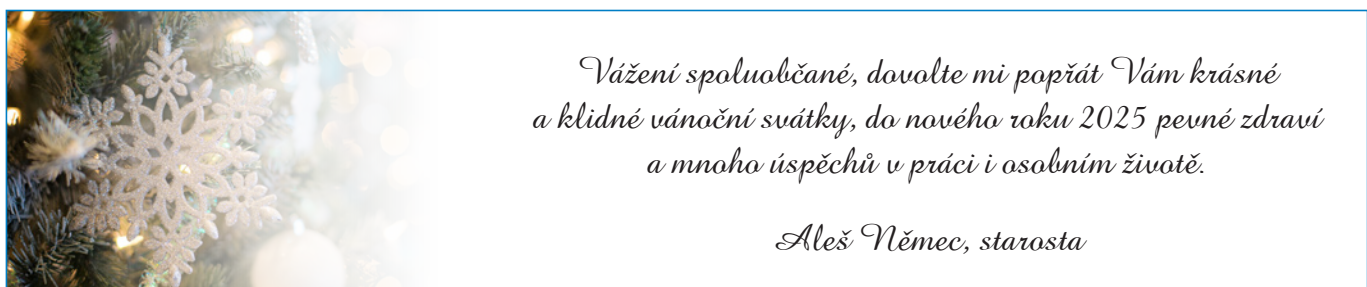 Vážení spoluobčané, dovolte mi popřát Vám krásné
a klidné vánoční svátky, do nového roku 2025 pevné zdraví
a mnoho úspěchů v práci i osobním životě.
Aleš Němec, starosta